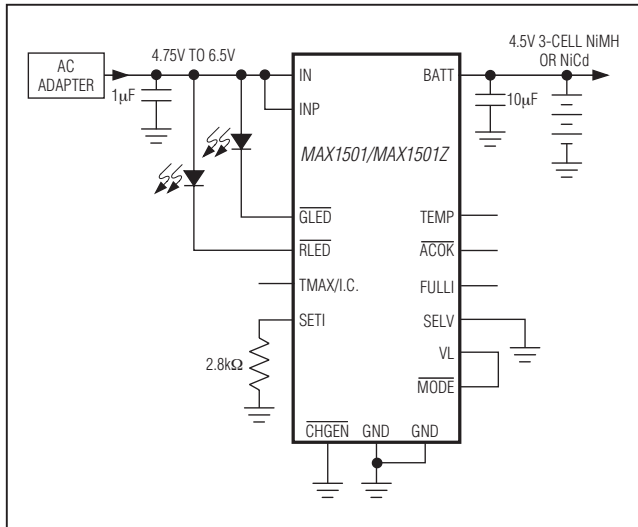 AC
ADAPTER
4.75V TO 6.5V
1µF
IN
INP
BATT
4.5V 3-CELL NiMH
OR NiCd
10µF
MAX1501/MAX1501Z
GLED
RLED
TMAX/I.C.
SETI
2.8kΩ
TEMP
ACOK
FULLI
SELV
VL
MODE
CHGEN
GND
GND